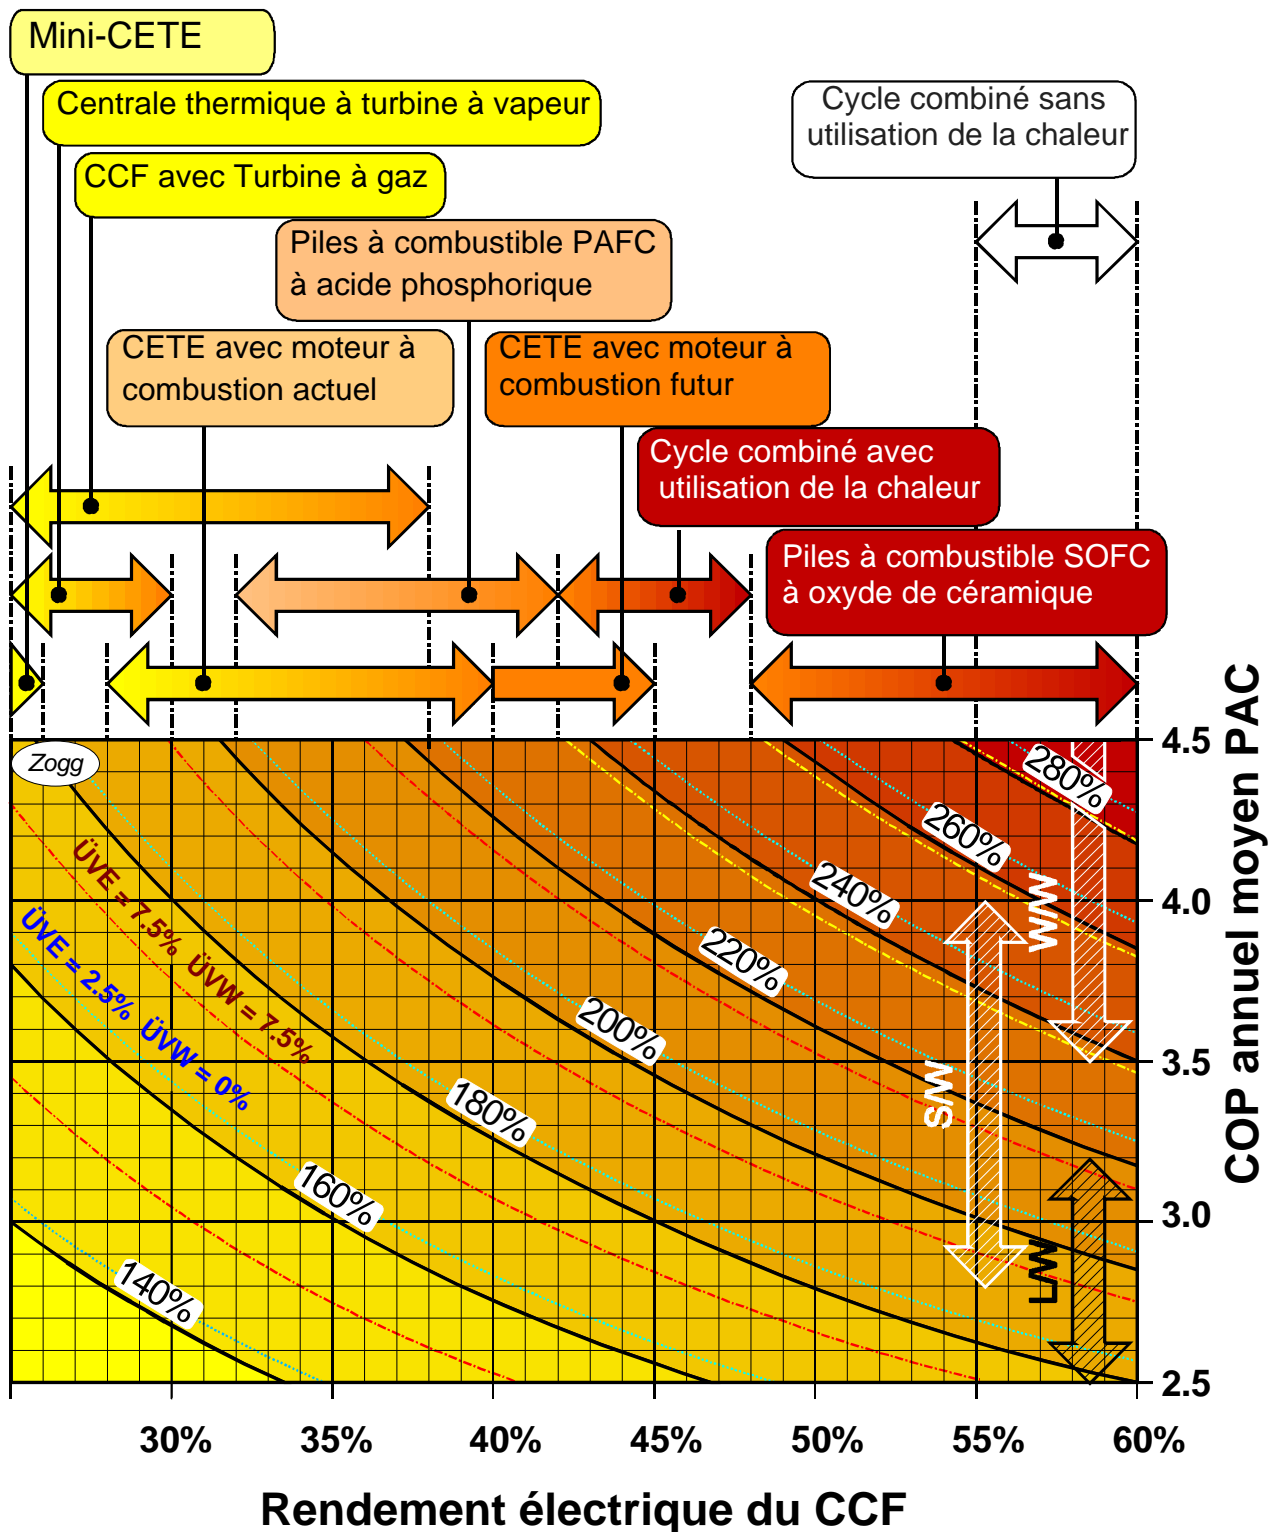 Mini-CETE
Centrale thermique à turbine à vapeur
Cycle combiné sans
utilisation de la chaleur
CCF avec Turbine à gaz
Piles à combustible PAFC
à acide phosphorique
CETE avec moteur à
combustion actuel
CETE avec moteur à
combustion futur
Cycle combiné avec
utilisation de la chaleur
Piles à combustible SOFC
à oxyde de céramique
Zogg
280%
260%
240%
220%
200%
180%
160%
140%
ÜVE = 7.5% ÜVW = 7.5%
ÜVE = 2.5% ÜVW = 0%
W/W
S/W
L/W
4.5
4.0
3.5
3.0
2.5
COP annuel moyen PAC
30% 35% 40% 45% 50% 55% 60%
Rendement électrique du CCF